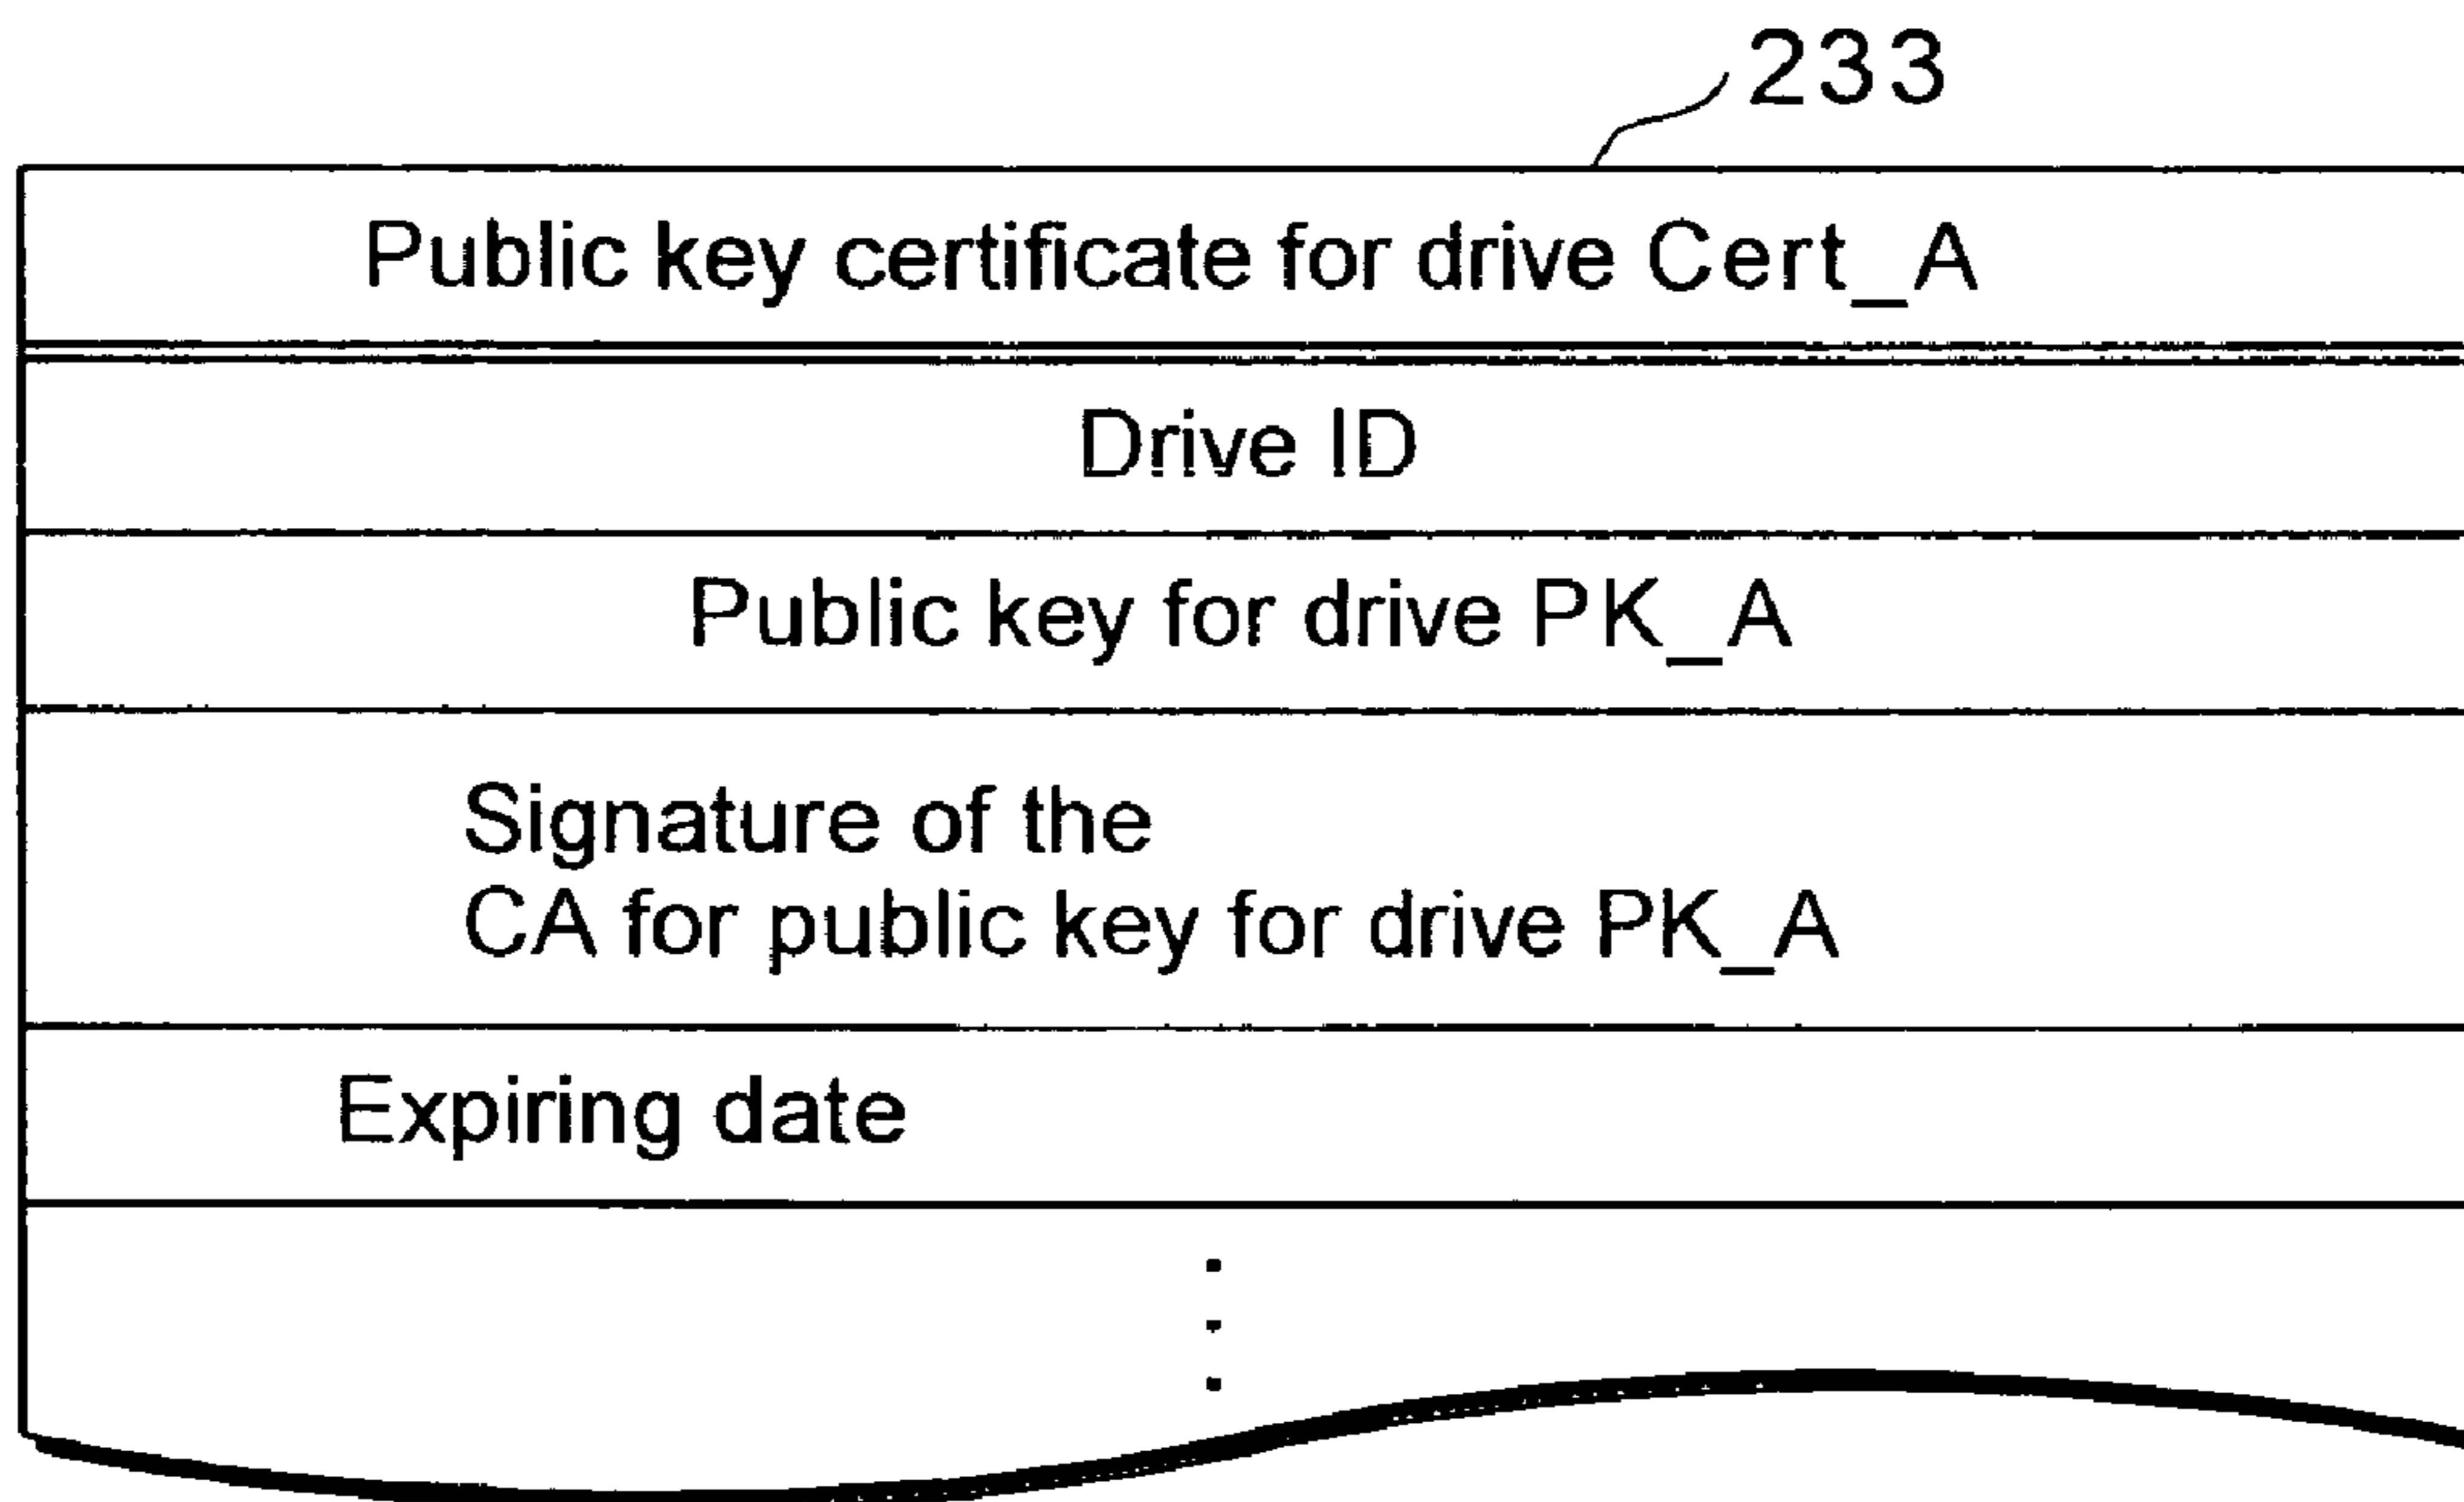 233
Public key certificate for drive Cert_A
Drive ID
Public key for drive PK_A
Signature of the
CA for public key for drive PK_A
Expiring date